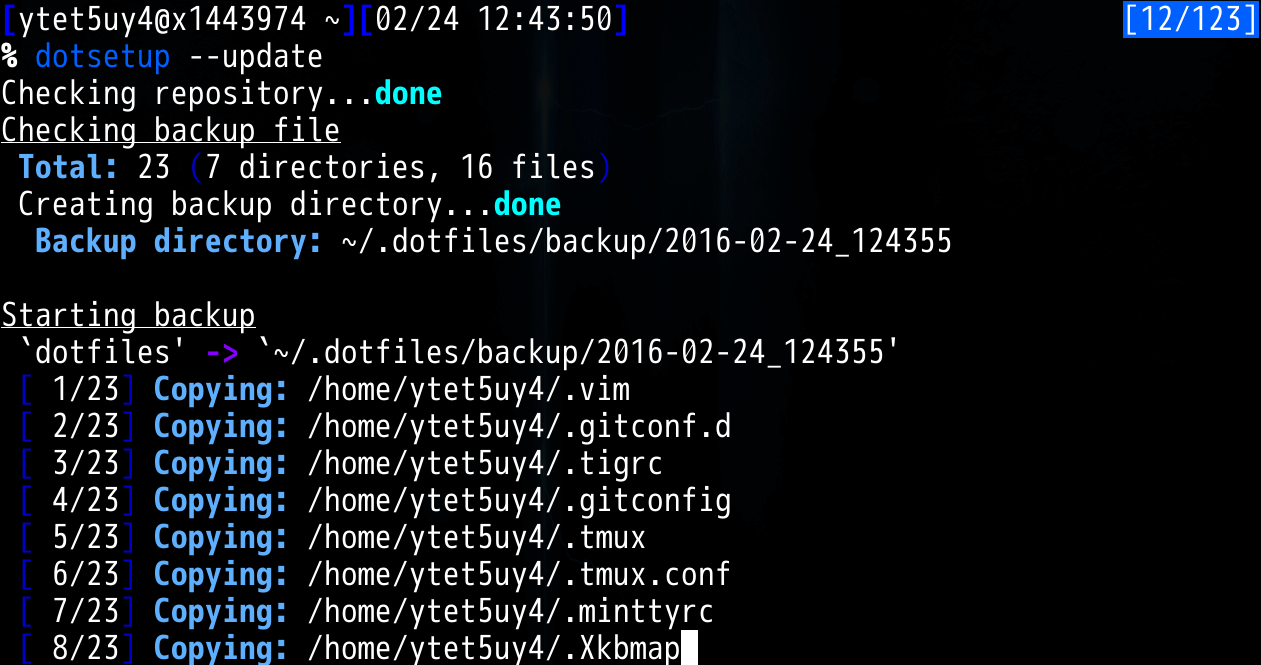 [ytet5uy4@x1443974 ~][02/24 12:43:50] [12/123]
% dotsetup --update
Checking repository...done
Checking backup file
 Total: 23 (7 directories, 16 files)
 Creating backup directory...done
  Backup directory: ~/.dotfiles/backup/2016-02-24_124355

Starting backup
 `dotfiles' -> `~/.dotfiles/backup/2016-02-24_124355'
 [ 1/23] Copying: /home/ytet5uy4/.vim
 [ 2/23] Copying: /home/ytet5uy4/.gitconf.d
 [ 3/23] Copying: /home/ytet5uy4/.tigrc
 [ 4/23] Copying: /home/ytet5uy4/.gitconfig
 [ 5/23] Copying: /home/ytet5uy4/.tmux
 [ 6/23] Copying: /home/ytet5uy4/.tmux.conf
 [ 7/23] Copying: /home/ytet5uy4/.minttyrc
 [ 8/23] Copying: /home/ytet5uy4/.Xkbmap